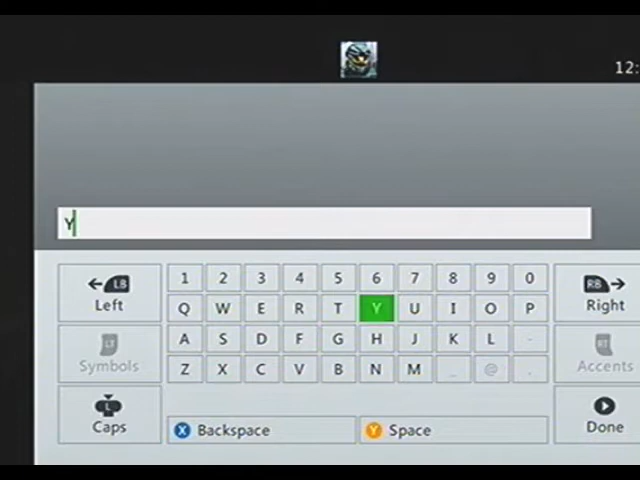 12:
Y
LB
Left
1 2 3 4 5 6 7 8 9 0
RB
Right
Q W E R T Y U I O P
LT
Symbols
A S D F G H J K L -
RT
Accents
Z X C V B N M _ @ .
L
Caps
X Backspace
Y Space
Done